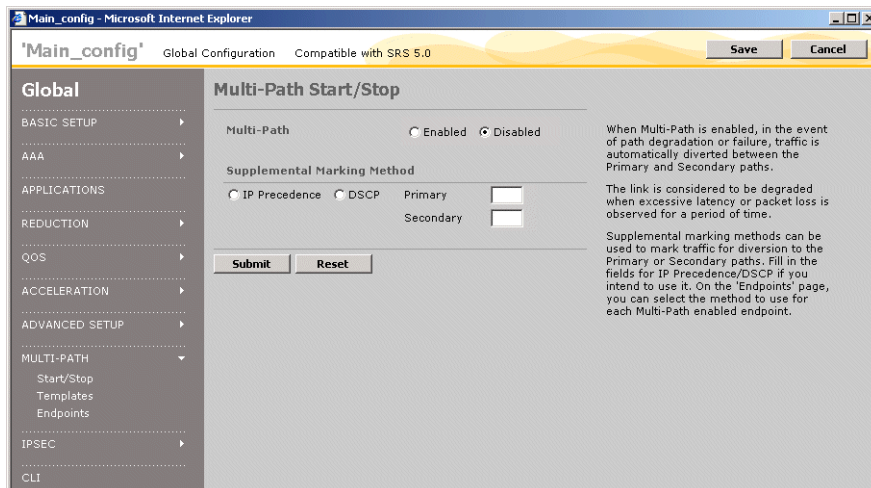 Main_config - Microsoft Internet Explorer
'Main_config' Global Configuration Compatible with SRS 5.0 Save Cancel
Global
BASIC SETUP
AAA
APPLICATIONS
REDUCTION
QOS
ACCELERATION
ADVANCED SETUP
MULTI-PATH
Start/Stop
Templates
Endpoints
IPSEC
CLI
Multi-Path Start/Stop
Multi-Path Enabled Disabled
Supplemental Marking Method
IP Precedence DSCP Primary
Secondary
Submit Reset
When Multi-Path is enabled, in the event
of path degradation or failure, traffic is
automatically diverted between the
Primary and Secondary paths.
The link is considered to be degraded
when excessive latency or packet loss is
observed for a period of time.
Supplemental marking methods can be
used to mark traffic for diversion to the
Primary or Secondary paths. Fill in the
fields for IP Precedence/DSCP if you
intend to use it. On the 'Endpoints' page,
you can select the method to use for
each Multi-Path enabled endpoint.